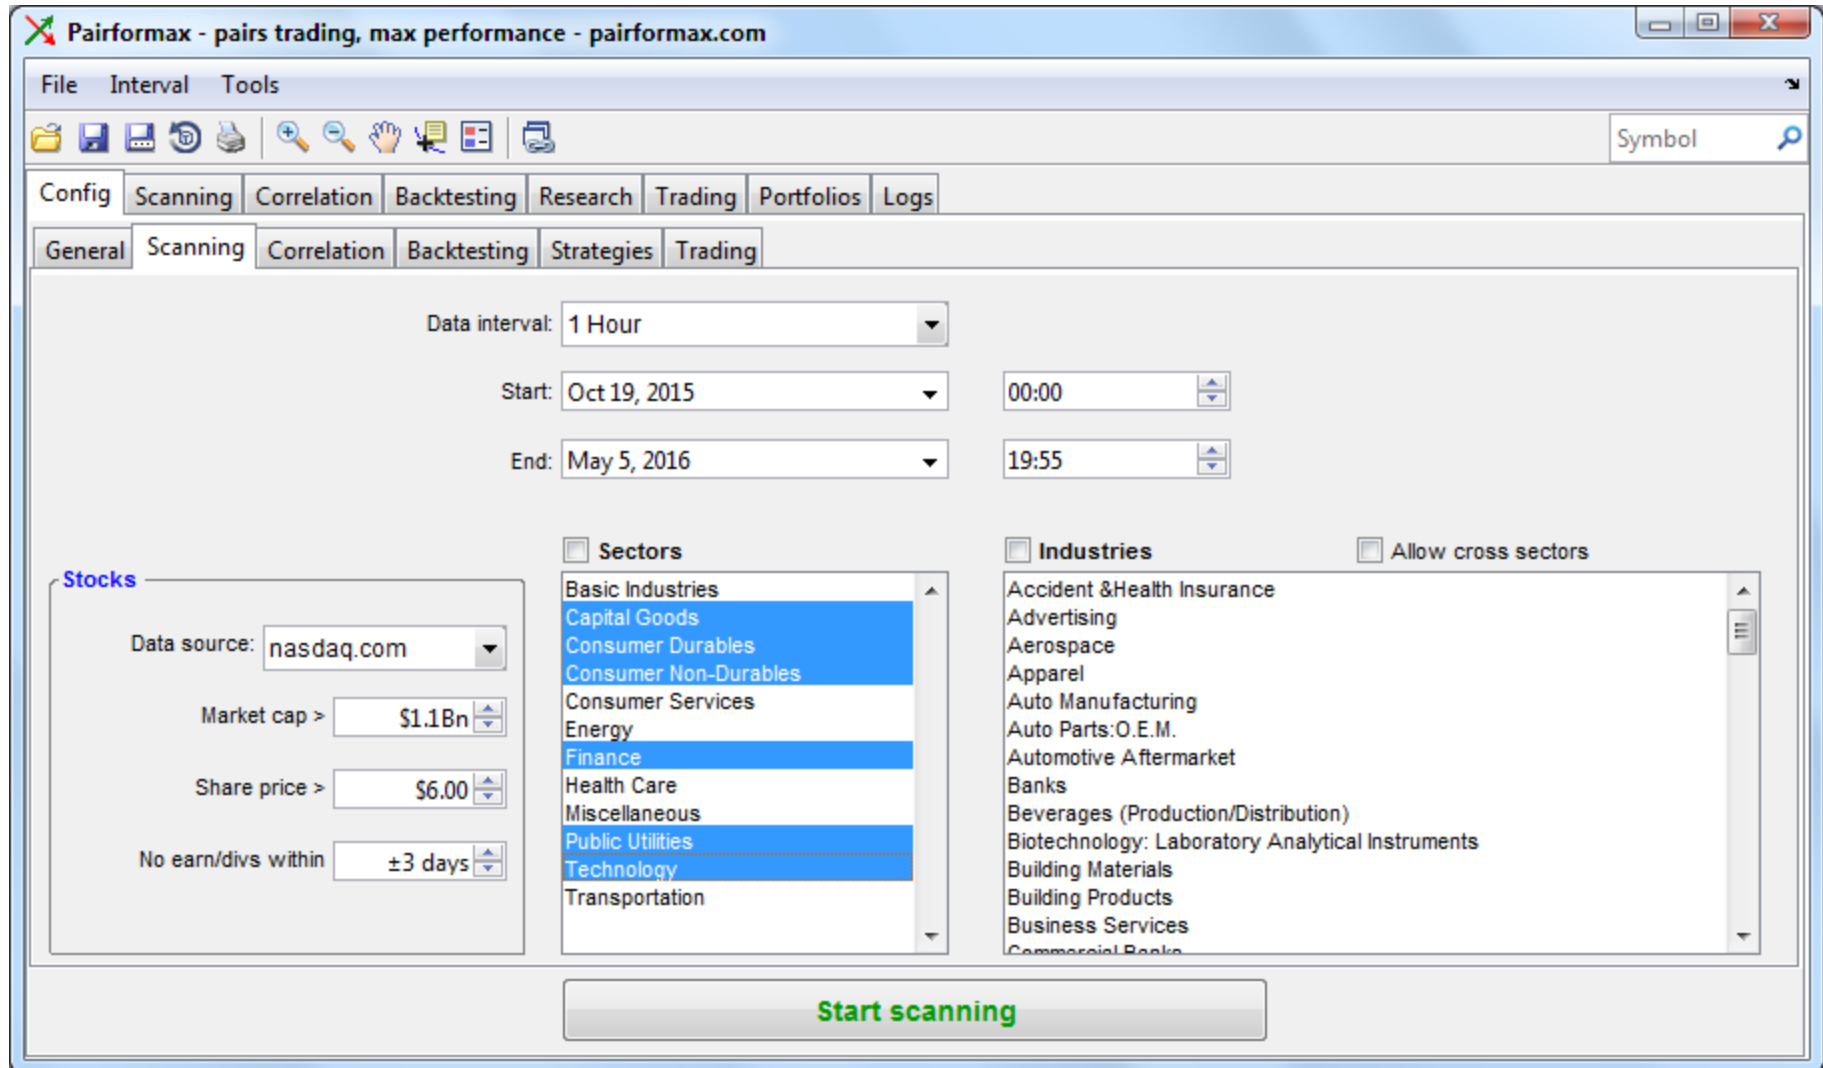 Pairformax - pairs trading, max performance - pairformax.com
File Interval Tools
Symbol
Config Scanning Correlation Backtesting Research Trading Portfolios Logs
General Scanning Correlation Backtesting Strategies Trading
Data interval: 1 Hour
Start: Oct 19, 2015 00:00
End: May 5, 2016 19:55
Stocks
Data source: nasdaq.com
Market cap > $1.1Bn
Share price > $6.00
No earn/divs within ±3 days
Sectors
Basic Industries
Capital Goods
Consumer Durables
Consumer Non-Durables
Consumer Services
Energy
Finance
Health Care
Miscellaneous
Public Utilities
Technology
Transportation
Industries Allow cross sectors
Accident &Health Insurance
Advertising
Aerospace
Apparel
Auto Manufacturing
Auto Parts:O.E.M.
Automotive Aftermarket
Banks
Beverages (Production/Distribution)
Biotechnology: Laboratory Analytical Instruments
Building Materials
Building Products
Business Services
Commercial Banks
Start scanning